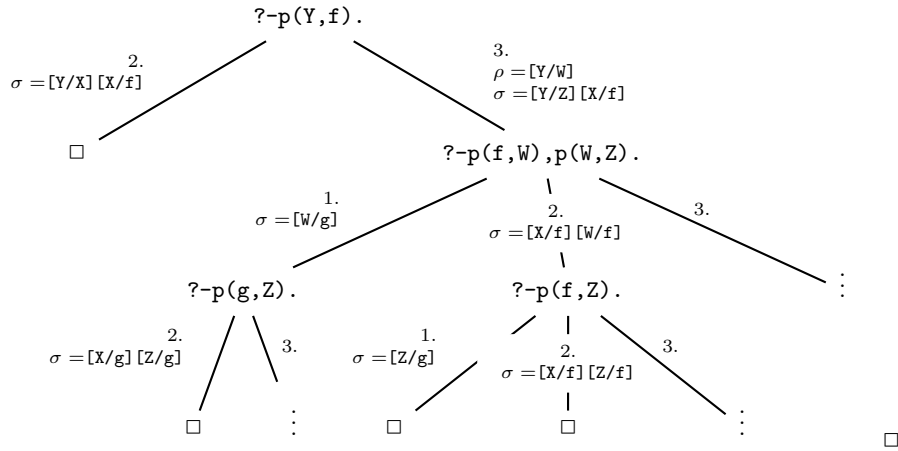 ?-p(Y,f).
2.
σ =[Y/X][X/f]
3.
ρ =[Y/W]
σ =[Y/Z][X/f]
□
?-p(f,W),p(W,Z).
1.
σ =[W/g]
2.
σ =[X/f][W/f]
3.
?-p(g,Z).
?-p(f,Z).
⋮
2.
σ =[X/g][Z/g]
3.
1.
σ =[Z/g]
2.
σ =[X/f][Z/f]
3.
□
⋮
□
□
⋮
□